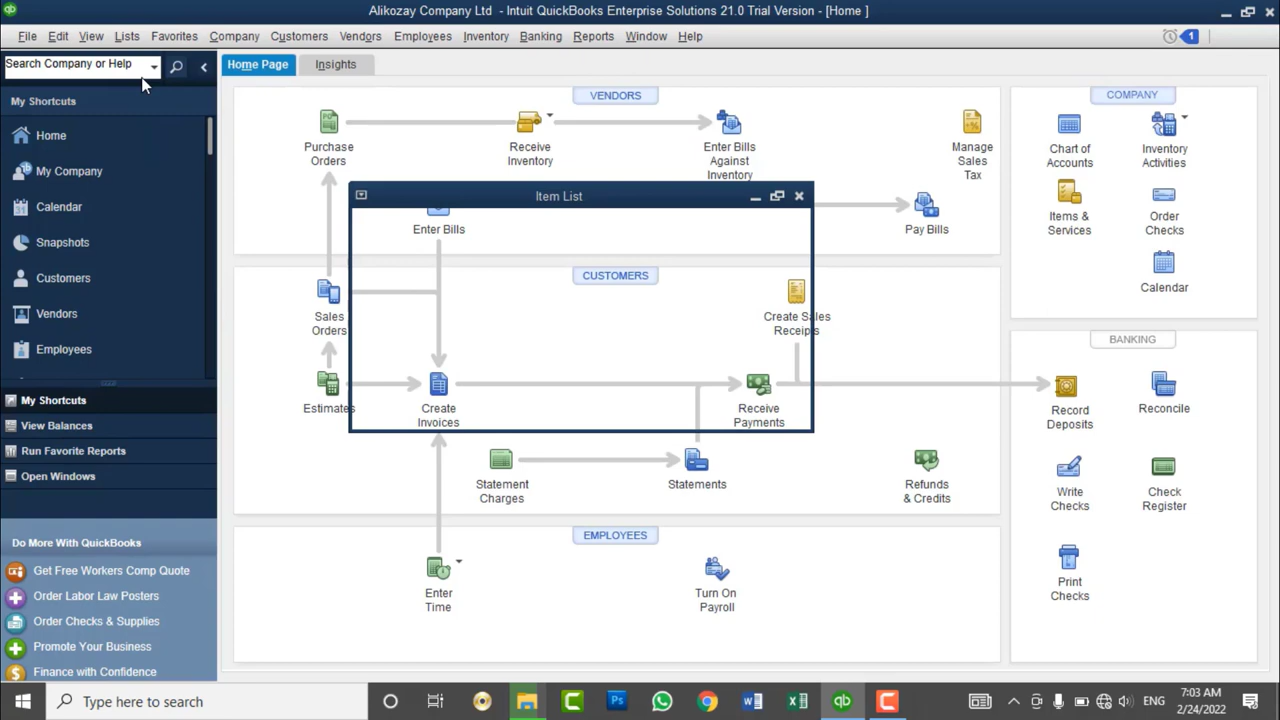 Alikozay Company Ltd - Intuit QuickBooks Enterprise Solutions 21.0 Trial Version - [Home ]
File Edit View Lists Favorites Company Customers Vendors Employees Inventory Banking Reports Window Help
1
Search Company or Help
My Shortcuts
Home
My Company
Calendar
Snapshots
Customers
Vendors
Employees
My Shortcuts
View Balances
Run Favorite Reports
Open Windows
Do More With QuickBooks
Get Free Workers Comp Quote
Order Labor Law Posters
Order Checks & Supplies
Promote Your Business
Finance with Confidence
Home Page
Insights
VENDORS
Purchase
Orders
Receive
Inventory
Enter Bills
Against
Inventory
Manage
Sales
Tax
Item List
Enter Bills
Pay Bills
CUSTOMERS
Sales
Orders
Create Sales
Receipts
Estimates
Create
Invoices
Receive
Payments
Statement
Charges
Statements
Refunds
& Credits
EMPLOYEES
Enter
Time
Turn On
Payroll
COMPANY
Chart of
Accounts
Inventory
Activities
Items &
Services
Order
Checks
Calendar
BANKING
Record
Deposits
Reconcile
Write
Checks
Check
Register
Print
Checks
Type here to search
Ps
ENG
7:03 AM
2/24/2022